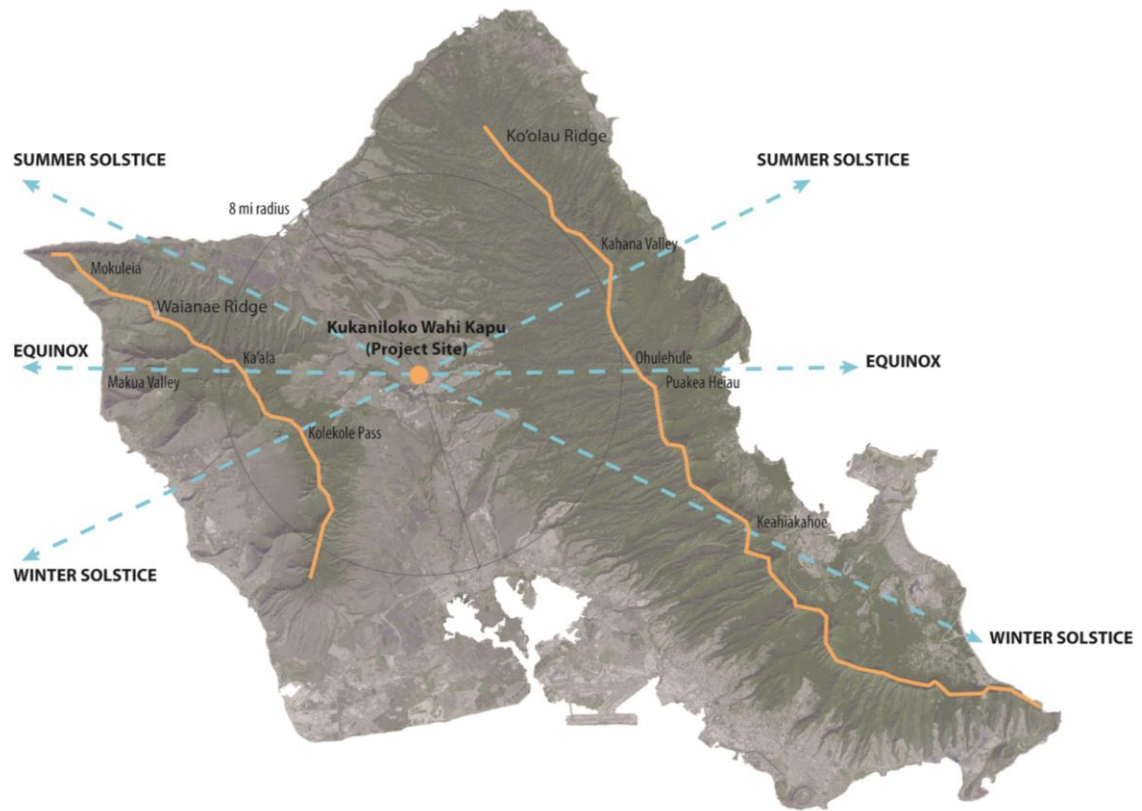 Ko'olau Ridge
SUMMER SOLSTICE
SUMMER SOLSTICE
8 mi radius
Kahana Valley
Mokuleia
Waianae Ridge
Kukaniloko Wahi Kapu
(Project Site)
EQUINOX
Ka'ala
Ohulehule
EQUINOX
Makua Valley
Puakea Heiau
Kolekole Pass
Keahiakahoe
WINTER SOLSTICE
WINTER SOLSTICE